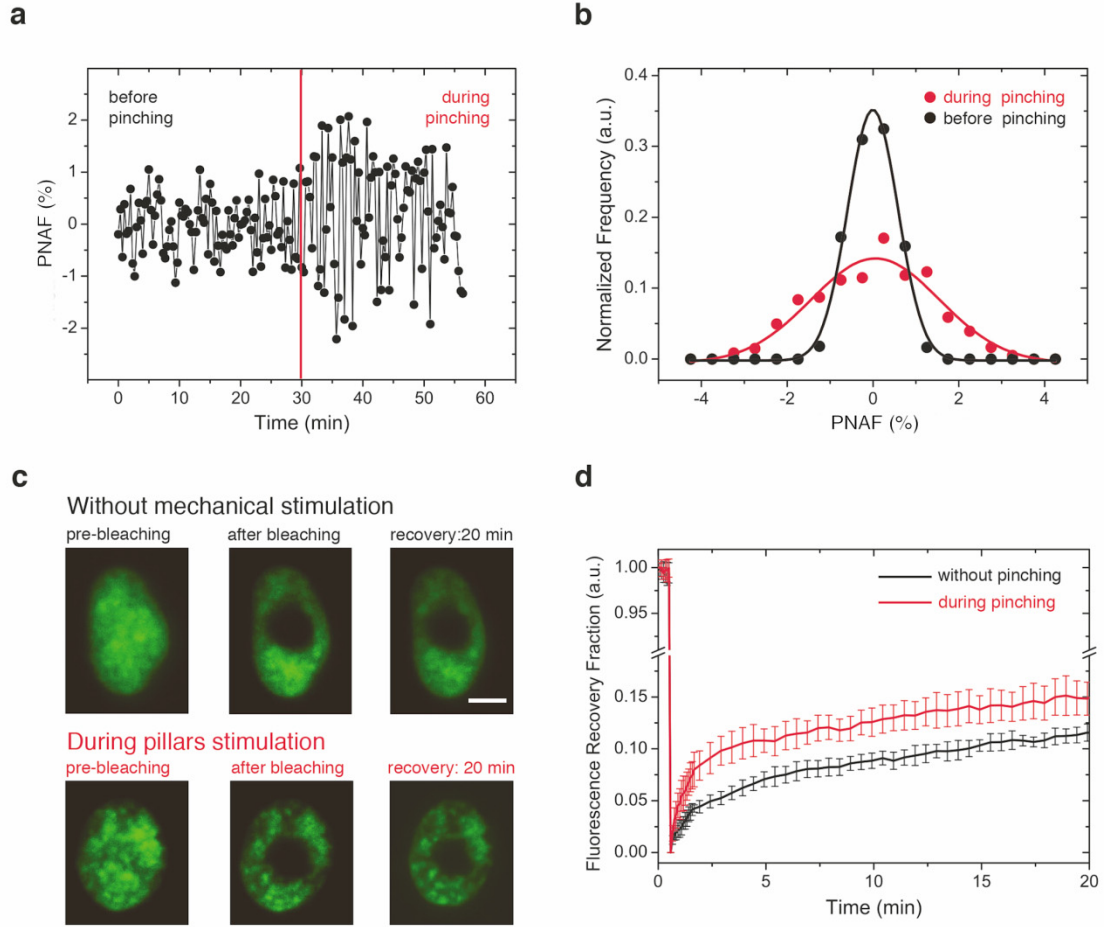 a
before
pinching
during
pinching
2
1
0
-1
-2
PNAF (%)
0
10
20
30
40
50
60
Time (min)
b
0.4
0.3
0.2
0.1
0.0
Normalized Frequency (a.u.)
during pinching
before pinching
-4
-2
0
2
4
PNAF (%)
c
Without mechanical stimulation
pre-bleaching
after bleaching
recovery:20 min
During pillars stimulation
pre-bleaching
after bleaching
recovery: 20 min
d
1.00
0.95
0.15
0.10
0.05
0.00
Fluorescence Recovery Fraction (a.u.)
without pinching
during pinching
0
5
10
15
20
Time (min)